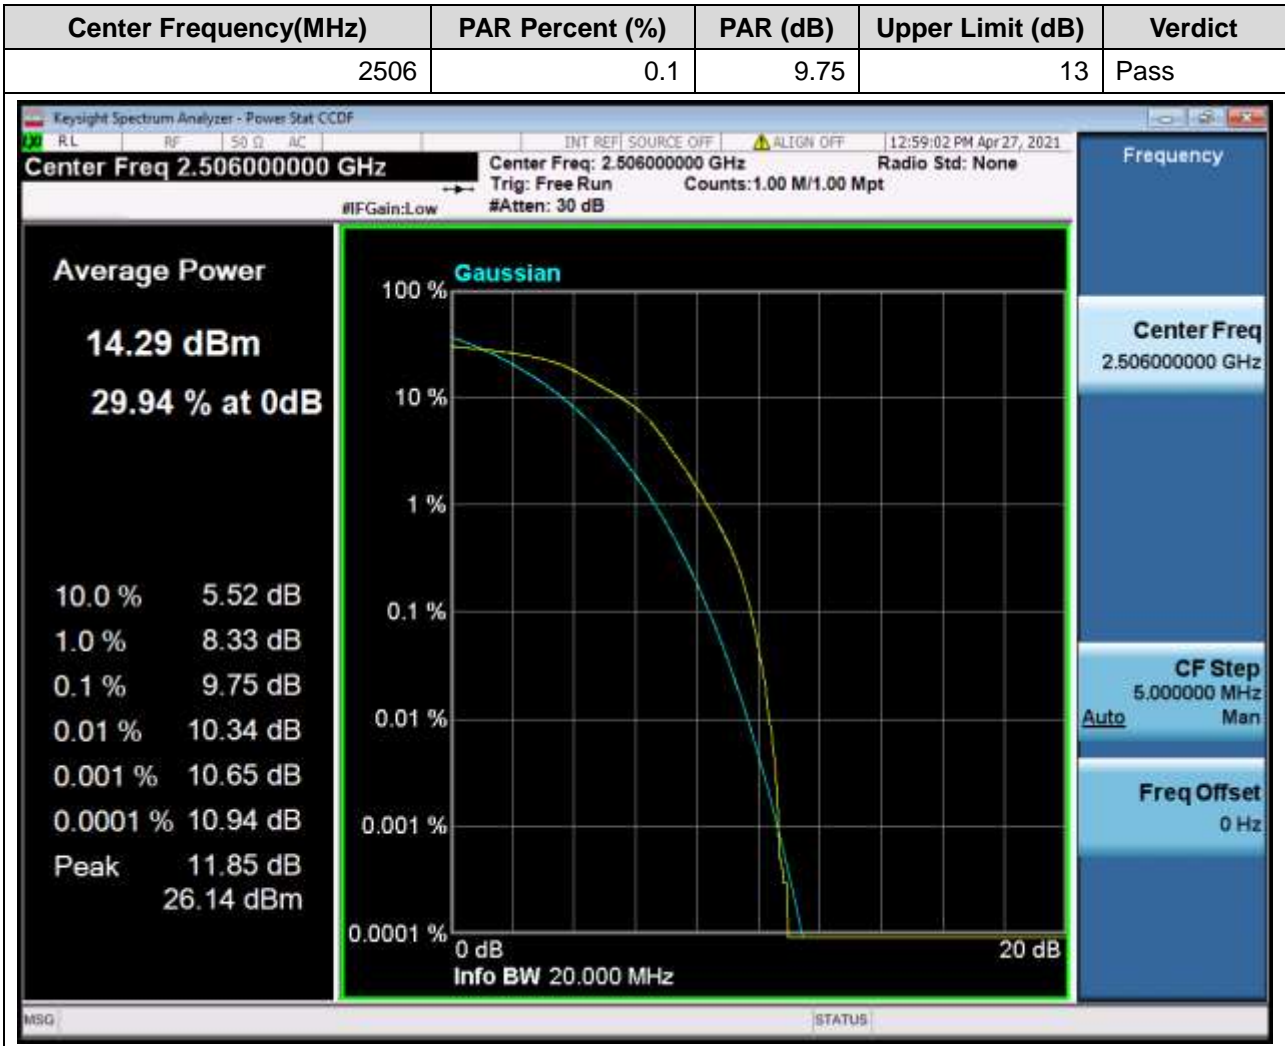 Center Frequency(MHz) PAR Percent (%) PAR (dB) Upper Limit (dB) Verdict
2506 0.1 9.75 13 Pass
Keysight Spectrum Analyzer - Power Stat CCDF
RL RF 50 Ω AC INT REF SOURCE OFF ALIGN OFF 12:59:02 PM Apr 27, 2021
Center Freq 2.506000000 GHz Center Freq: 2.506000000 GHz Radio Std: None
Trig: Free Run Counts:1.00 M/1.00 Mpt
#IFGain:Low #Atten: 30 dB
Frequency
Average Power
14.29 dBm
29.94 % at 0dB
10.0 % 5.52 dB
1.0 % 8.33 dB
0.1 % 9.75 dB
0.01 % 10.34 dB
0.001 % 10.65 dB
0.0001 % 10.94 dB
Peak 11.85 dB
26.14 dBm
Gaussian
100 %
10 %
1 %
0.1 %
0.01 %
0.001 %
0.0001 %
0 dB 20 dB
Info BW 20.000 MHz
Center Freq
2.506000000 GHz
CF Step
5.000000 MHz
Auto Man
Freq Offset
0 Hz
MSG STATUS